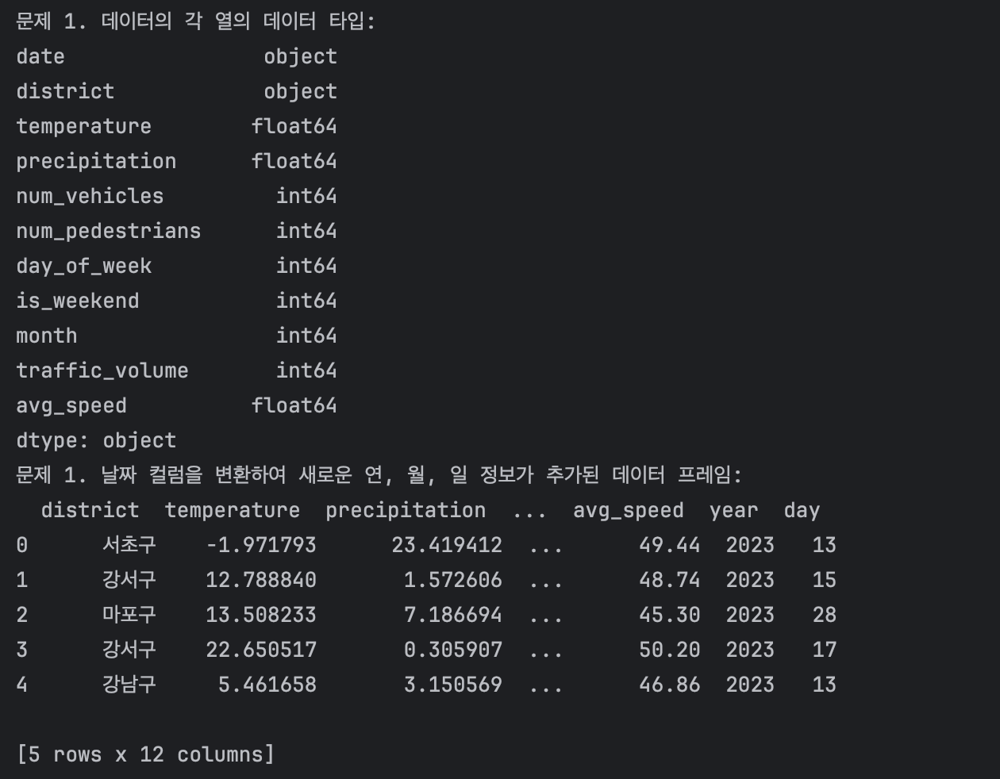 문제 1. 데이터의 각 열의 데이터 타입:
date                object
district            object
temperature        float64
precipitation      float64
num_vehicles         int64
num_pedestrians      int64
day_of_week          int64
is_weekend           int64
month                int64
traffic_volume       int64
avg_speed          float64
dtype: object
문제 1. 날짜 컬럼을 변환하여 새로운 연, 월, 일 정보가 추가된 데이터 프레임:
  district  temperature  precipitation  ...  avg_speed  year  day
0      서초구    -1.971793      23.419412  ...      49.44  2023   13
1      강서구    12.788840       1.572606  ...      48.74  2023   15
2      마포구    13.508233       7.186694  ...      45.30  2023   28
3      강서구    22.650517       0.305907  ...      50.20  2023   17
4      강남구     5.461658       3.150569  ...      46.86  2023   13
[5 rows x 12 columns]